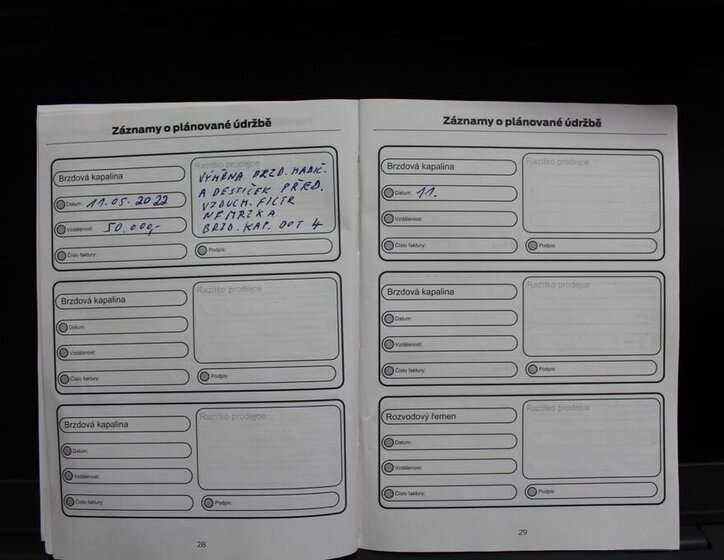 Záznamy o plánované údržbě
Brzdová kapalina
Datum: 11.05.2022
Vzdálenost: 50.000,-
Číslo faktury:
Razítko prodejce
VÝMĚNA BRZD. HADIC.
A DESTIČEK PŘED.
VZDUCH. FILTR
NEMRZKA
BRZD. KAP. DOT 4
Podpis:
Brzdová kapalina
Datum:
Vzdálenost:
Číslo faktury:
Razítko prodejce
Podpis:
Brzdová kapalina
Datum:
Vzdálenost:
Číslo faktury:
Razítko prodejce
Podpis:
28
Záznamy o plánované údržbě
Brzdová kapalina
Datum: 11.
Vzdálenost:
Číslo faktury:
Razítko prodejce
Podpis:
Brzdová kapalina
Datum:
Vzdálenost:
Číslo faktury:
Razítko prodejce
Podpis:
Rozvodový řemen
Datum:
Vzdálenost:
Číslo faktury:
Razítko prodejce
Podpis:
29